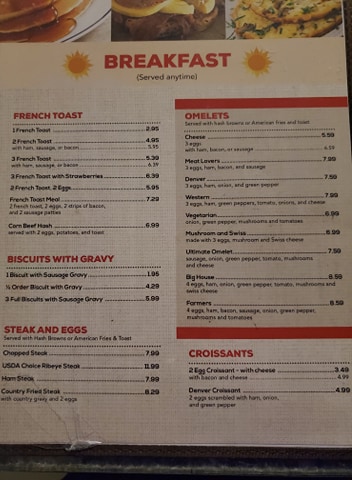 BREAKFAST
(Served anytime)
FRENCH TOAST
1 French Toast 2.95
2 French Toast 4.95
with ham, sausage, or bacon 5.95
3 French Toast 5.39
with ham, sausage, or bacon 6.39
3 French Toast with Strawberries 6.39
2 French Toast, 2 Eggs 5.95
French Toast Meal 7.29
2 french toast, 2 eggs, 2 strips of bacon,
and 2 sausage patties
Corn Beef Hash 6.99
served with 2 eggs, potatoes, and toast
BISCUITS WITH GRAVY
1 Biscuit with Sausage Gravy 1.95
½ Order Biscuit with Gravy 4.29
3 Full Biscuits with Sausage Gravy 5.99
STEAK AND EGGS
Served with Hash Browns or American Fries & Toast
Chopped Steak 7.99
USDA Choice Ribeye Steak 11.99
Ham Steak 7.99
Country Fried Steak 8.29
with country gravy and 2 eggs
OMELETS
Served with hash browns or American fries and toast
Cheese 5.59
3 eggs
with ham, bacon, or sausage 6.59
Meat Lovers 7.99
3 eggs, ham, bacon, and sausage
Denver 7.59
3 eggs, ham, onion, and green pepper
Western 7.99
3 eggs, ham, green peppers, tomato, onions, and cheese
Vegetarian 6.99
onion, green pepper, mushrooms and tomatoes
Mushroom and Swiss 6.99
made with 3 eggs, mushroom and Swiss cheese
Ultimate Omelet 7.59
sausage, onion, green pepper, tomato, mushrooms
and cheese
Big House 8.59
4 eggs, ham, onion, green pepper, tomato, mushrooms and
swiss cheese
Farmers 8.59
4 eggs, ham, bacon, sausage, onion, green pepper,
mushrooms and tomatoes
CROISSANTS
2 Egg Croissant - with cheese 3.49
with bacon and cheese 4.99
Denver Croissant 4.99
2 eggs scrambled with ham, onion,
and green pepper